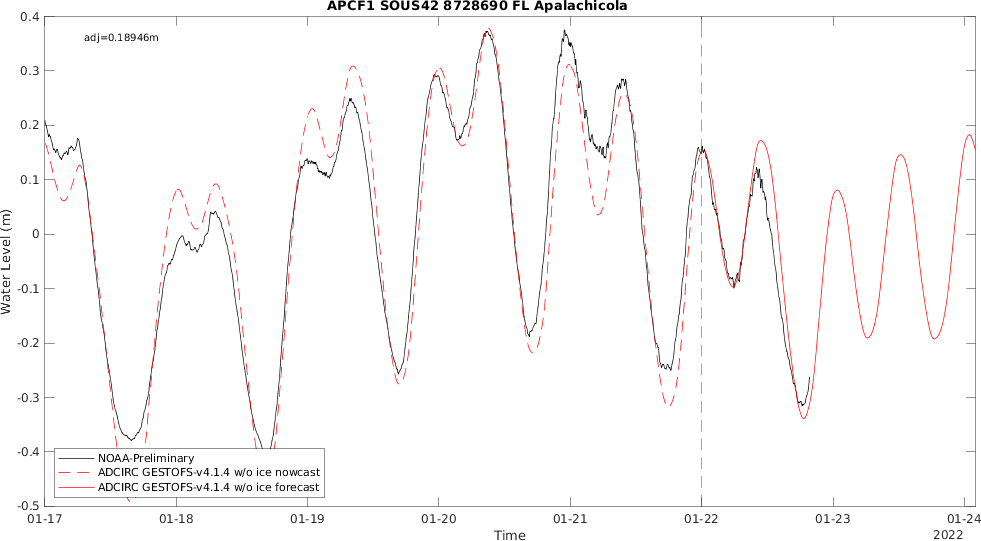 APCF1 SOUS42 8728690 FL Apalachicola
adj=0.18946m
0.4
0.3
0.2
0.1
0
-0.1
-0.2
-0.3
-0.4
-0.5
Water Level (m)
NOAA-Preliminary
ADCIRC GESTOFS-v4.1.4 w/o ice nowcast
ADCIRC GESTOFS-v4.1.4 w/o ice forecast
01-17 01-18 01-19 01-20 01-21 01-22 01-23 01-24
Time
2022